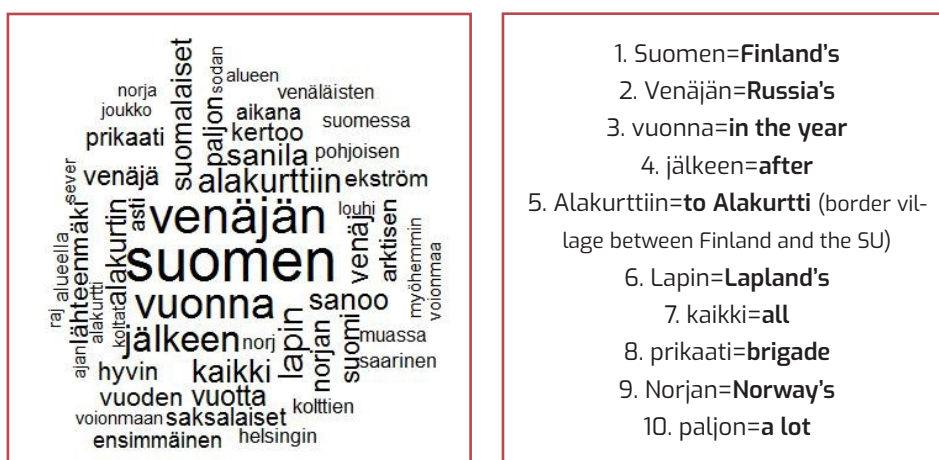 norja
joukko
prikaati
suomalaiset
paljon
sodan
alueen
aikana
kertoo
venäläisten
suomessa
sanila
pohjoisen
sever
venäjä
alakurttiin
ekström
raj
alueella
lähteenmäki
ajan
alakurtti
koltat
alakurtin
asti
venäjän
louhi
venäj
arktisen
suomen
myöhemmin
voionmaa
vuonna
sanoo
jälkeen
norj
lapin
norjan
suomi
muassa
saarinen
hyvin
kaikki
vuoden
vuotta
kolttien
voionmaan
saksalaiset
ensimmäinen
helsingin
1. Suomen=Finland’s
2. Venäjän=Russia’s
3. vuonna=in the year
4. jälkeen=after
5. Alakurttiin=to Alakurtti (border vil-
lage between Finland and the SU)
6. Lapin=Lapland’s
7. kaikki=all
8. prikaati=brigade
9. Norjan=Norway’s
10. paljon=a lot